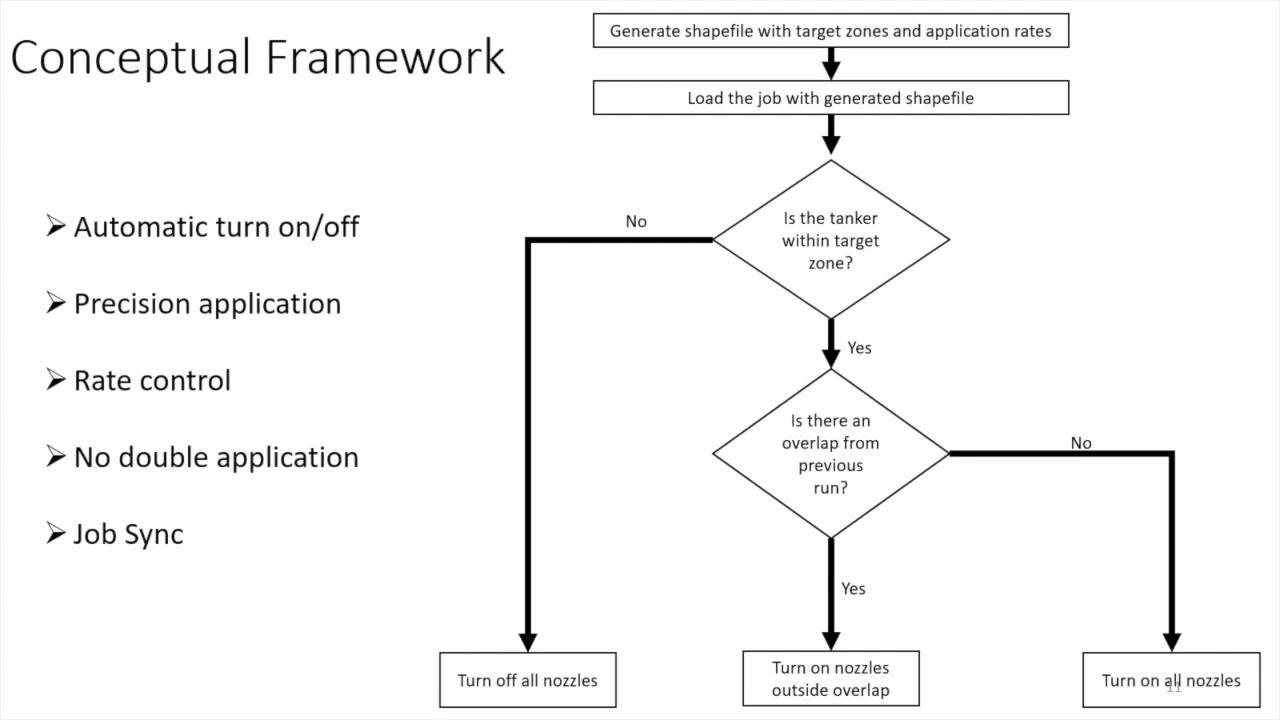 Conceptual Framework
Automatic turn on/off
Precision application
Rate control
No double application
Job Sync
Generate shapefile with target zones and application rates
Load the job with generated shapefile
Is the tanker
within target
zone?
No
Yes
Is there an
overlap from
previous
run?
No
Yes
Turn off all nozzles
Turn on nozzles
outside overlap
Turn on all nozzles
11